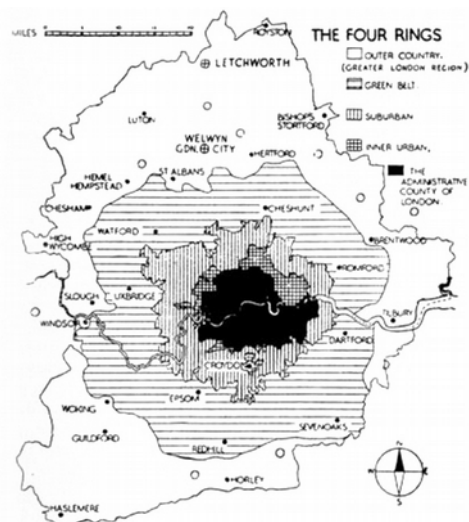 MILES
ROYSTON
THE FOUR RINGS
OUTER COUNTRY.
(GREATER LONDON REGION)
GREEN BELT.
SUBURBAN
INNER URBAN,
THE
ADMINISTRATIVE
COUNTY OF
LONDON.
LETCHWORTH
LUTON
BISHOPS
STORTFORD
WELWYN
GDN. CITY
HERTFORD
HEMEL
HEMPSTEAD
ST ALBANS
CHESHAM
CHESHUNT
WATFORD
HIGH
WYCOMBE
BRENTWOOD
ROMFORD
SLOUGH
UXBRIDGE
WINDSOR
TILBURY
DARTFORD
CROYDON
EPSOM
WOKING
SEVENOAKS
GUILDFORD
REDHILL
HORLEY
HASLEMERE
N
S